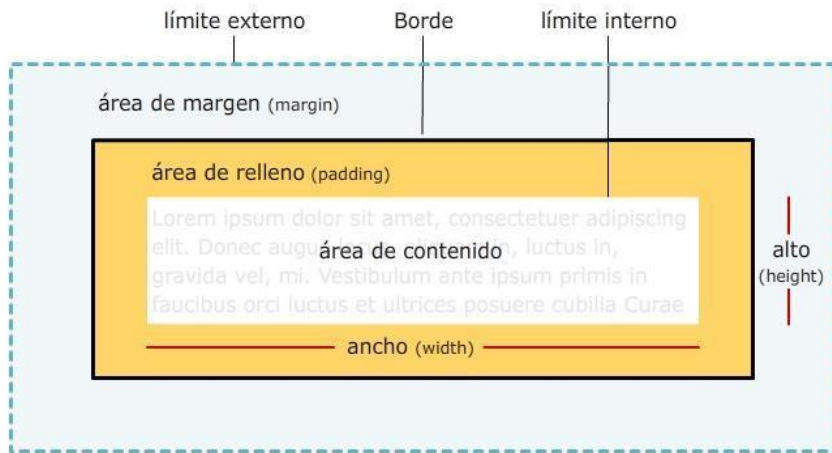 límite externo
Borde
límite interno
área de margen (margin)
área de relleno (padding)
Lorem ipsum dolor sit amet, consectetuer adipiscing
elit. Donec augue in, luctus in,
área de contenido
gravida vel, mi. Vestibulum ante ipsum primis in
faucibus orci luctus et ultrices posuere cubilia Curae
alto
(height)
ancho (width)